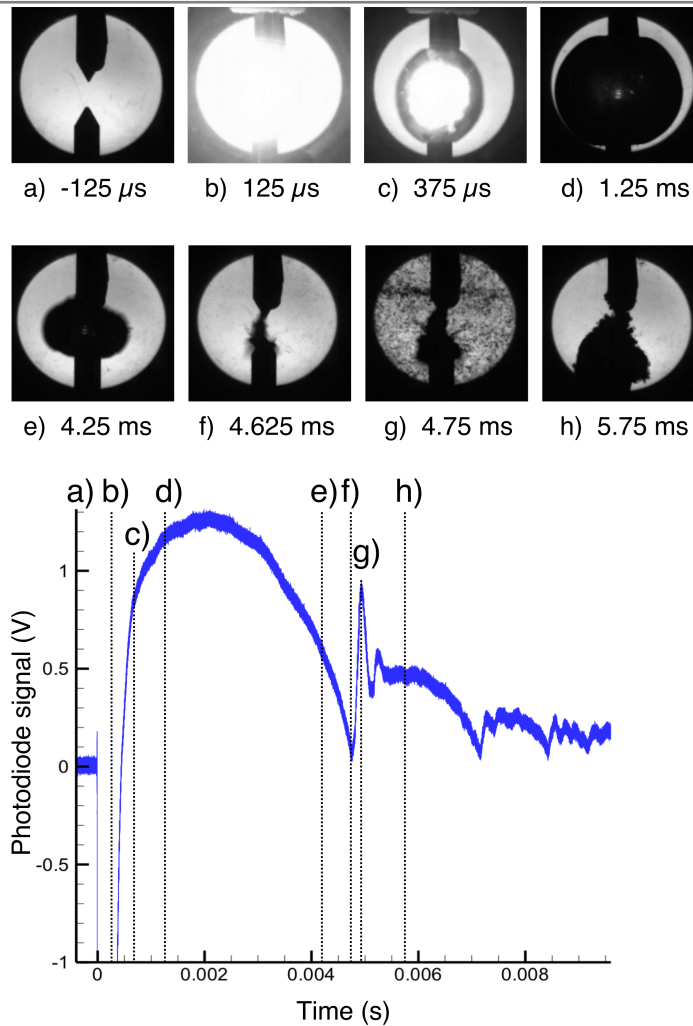 a) -125 µs b) 125 µs c) 375 µs d) 1.25 ms
e) 4.25 ms f) 4.625 ms g) 4.75 ms h) 5.75 ms
a) b) d) e) f) h)
c)
g)
1
0.5
0
-0.5
-1
Photodiode signal (V)
0 0.002 0.004 0.006 0.008
Time (s)